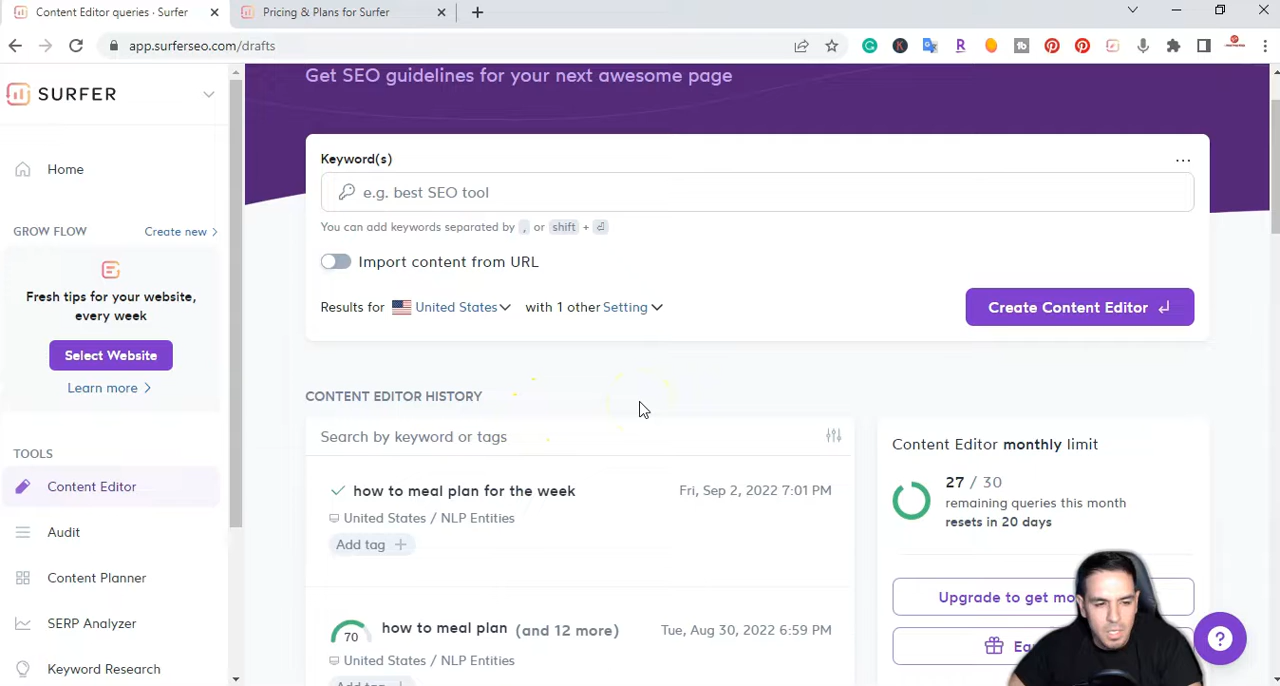 Content Editor queries · Surfer
Pricing & Plans for Surfer
app.surferseo.com/drafts
SURFER
Home
GROW FLOW
Create new >
Fresh tips for your website,
every week
Select Website
Learn more >
TOOLS
Content Editor
Audit
Content Planner
SERP Analyzer
Keyword Research
Get SEO guidelines for your next awesome page
Keyword(s)
...
e.g. best SEO tool
You can add keywords separated by , or shift + ⏎
Import content from URL
Results for United States with 1 other Setting
Create Content Editor
CONTENT EDITOR HISTORY
Search by keyword or tags
how to meal plan for the week
Fri, Sep 2, 2022 7:01 PM
United States / NLP Entities
Add tag +
70
how to meal plan (and 12 more)
Tue, Aug 30, 2022 6:59 PM
United States / NLP Entities
Add tag +
Content Editor monthly limit
27 / 30
remaining queries this month
resets in 20 days
Upgrade to get
?